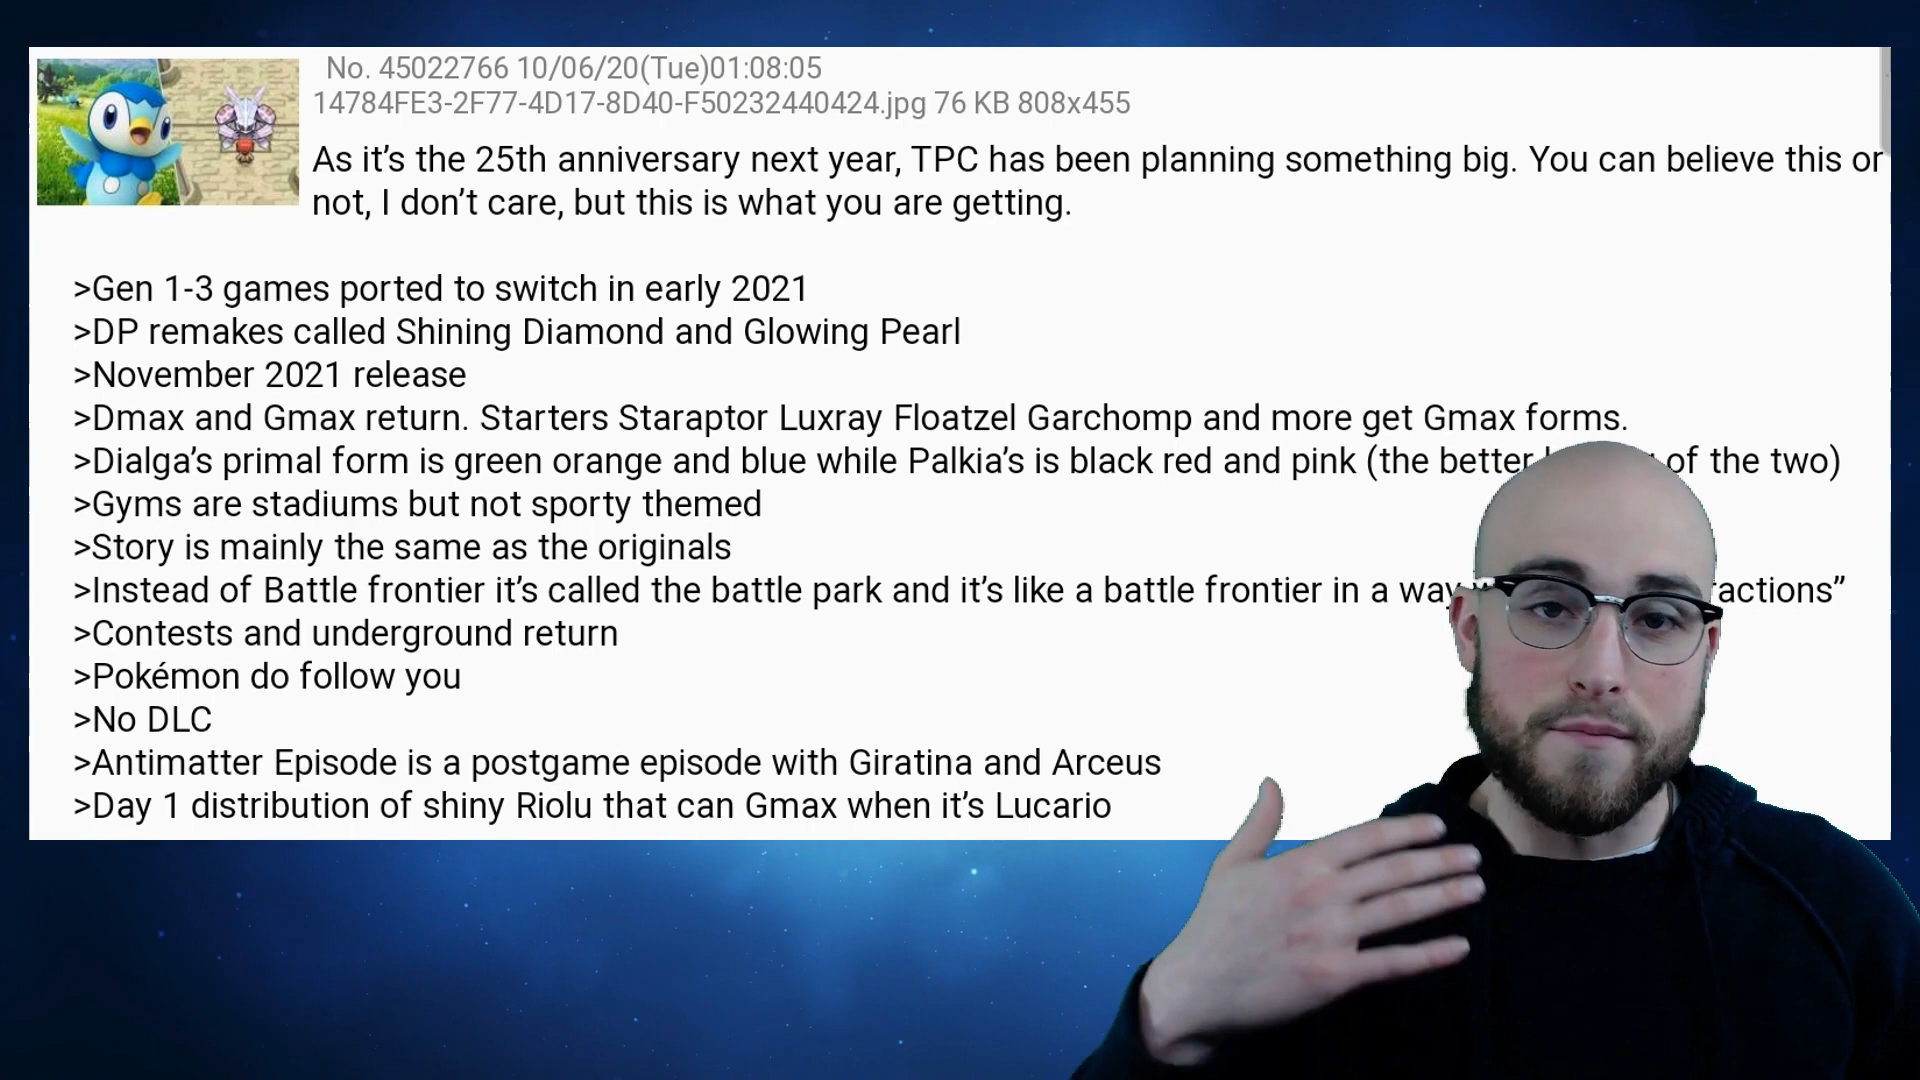 No. 45022766 10/06/20(Tue)01:08:05
14784FE3-2F77-4D17-8D40-F50232440424.jpg 76 KB 808x455
As it’s the 25th anniversary next year, TPC has been planning something big. You can believe this or
not, I don’t care, but this is what you are getting.
>Gen 1-3 games ported to switch in early 2021
>DP remakes called Shining Diamond and Glowing Pearl
>November 2021 release
>Dmax and Gmax return. Starters Staraptor Luxray Floatzel Garchomp and more get Gmax forms.
>Dialga’s primal form is green orange and blue while Palkia’s is black red and pink (the better of the two)
>Gyms are stadiums but not sporty themed
>Story is mainly the same as the originals
>Instead of Battle frontier it’s called the battle park and it’s like a battle frontier in a way
>Contests and underground return
>Pokémon do follow you
>No DLC
>Antimatter Episode is a postgame episode with Giratina and Arceus
>Day 1 distribution of shiny Riolu that can Gmax when it’s Lucario